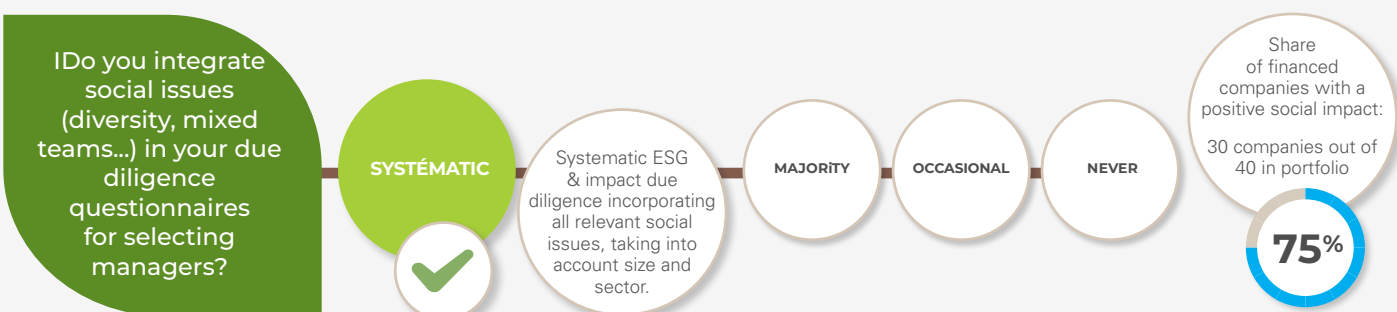 IDo you integrate
social issues
(diversity, mixed
teams...) in your due
diligence
questionnaires
for selecting
managers?
SYSTÉMATIC
Systematic ESG
& impact due
diligence incorporating
all relevant social
issues, taking into
account size and
sector.
MAJORiTY
OCCASIONAL
NEVER
Share
of financed
companies with a
positive social impact:
30 companies out of
40 in portfolio
75%